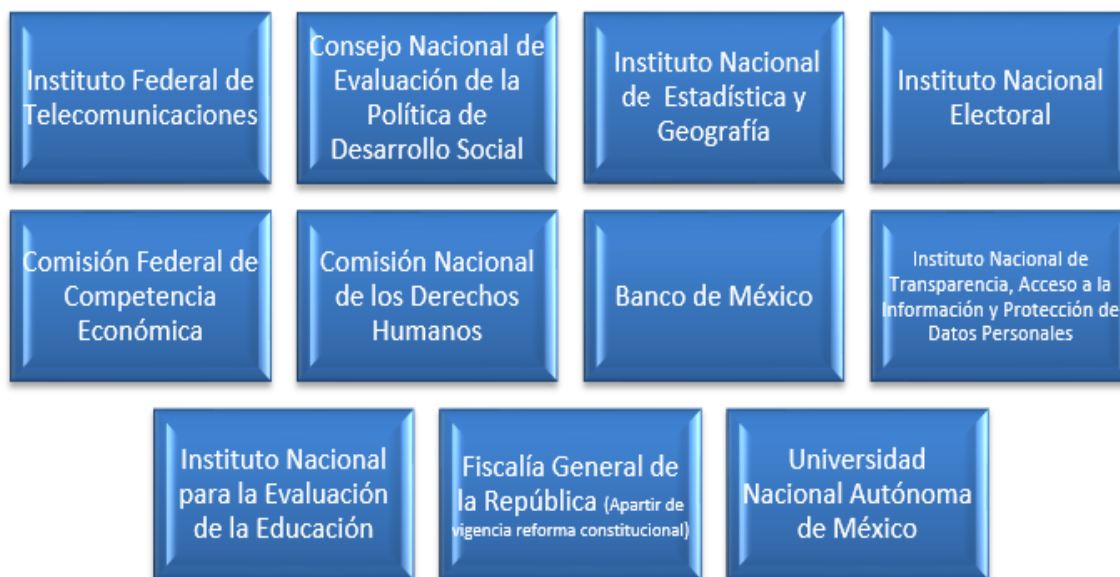 Instituto Federal de
Telecomunicaciones
Consejo Nacional de
Evaluación de la
Política de
Desarrollo Social
Instituto Nacional
de Estadística y
Geografía
Instituto Nacional
Electoral
Comisión Federal de
Competencia
Económica
Comisión Nacional
de los Derechos
Humanos
Banco de México
Instituto Nacional de
Transparencia, Acceso a la
Información y Protección de
Datos Personales
Instituto Nacional
para la Evaluación
de la Educación
Fiscalía General de
la República (Apartir de
vigencia reforma constitucional)
Universidad
Nacional Autónoma
de México